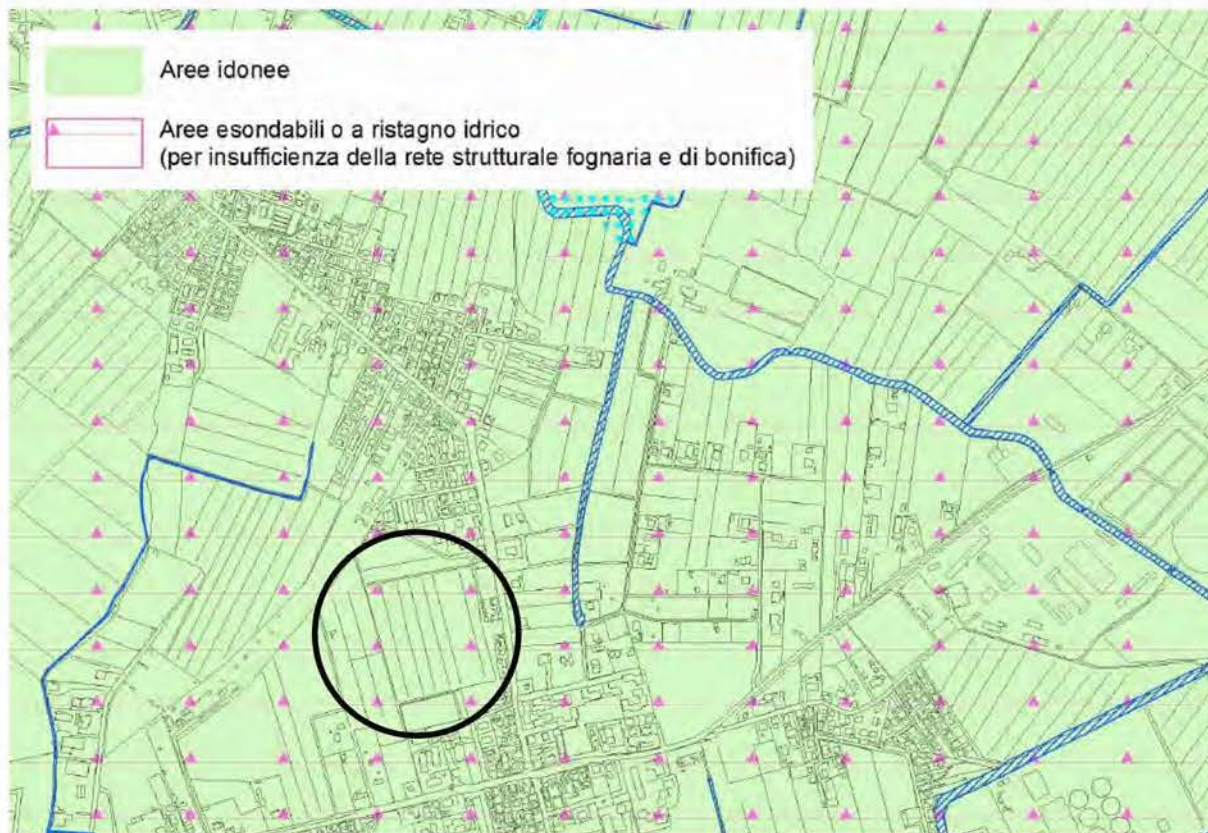 Aree idonee
Aree esondabili o a ristagno idrico
(per insufficienza della rete strutturale fognaria e di bonifica)